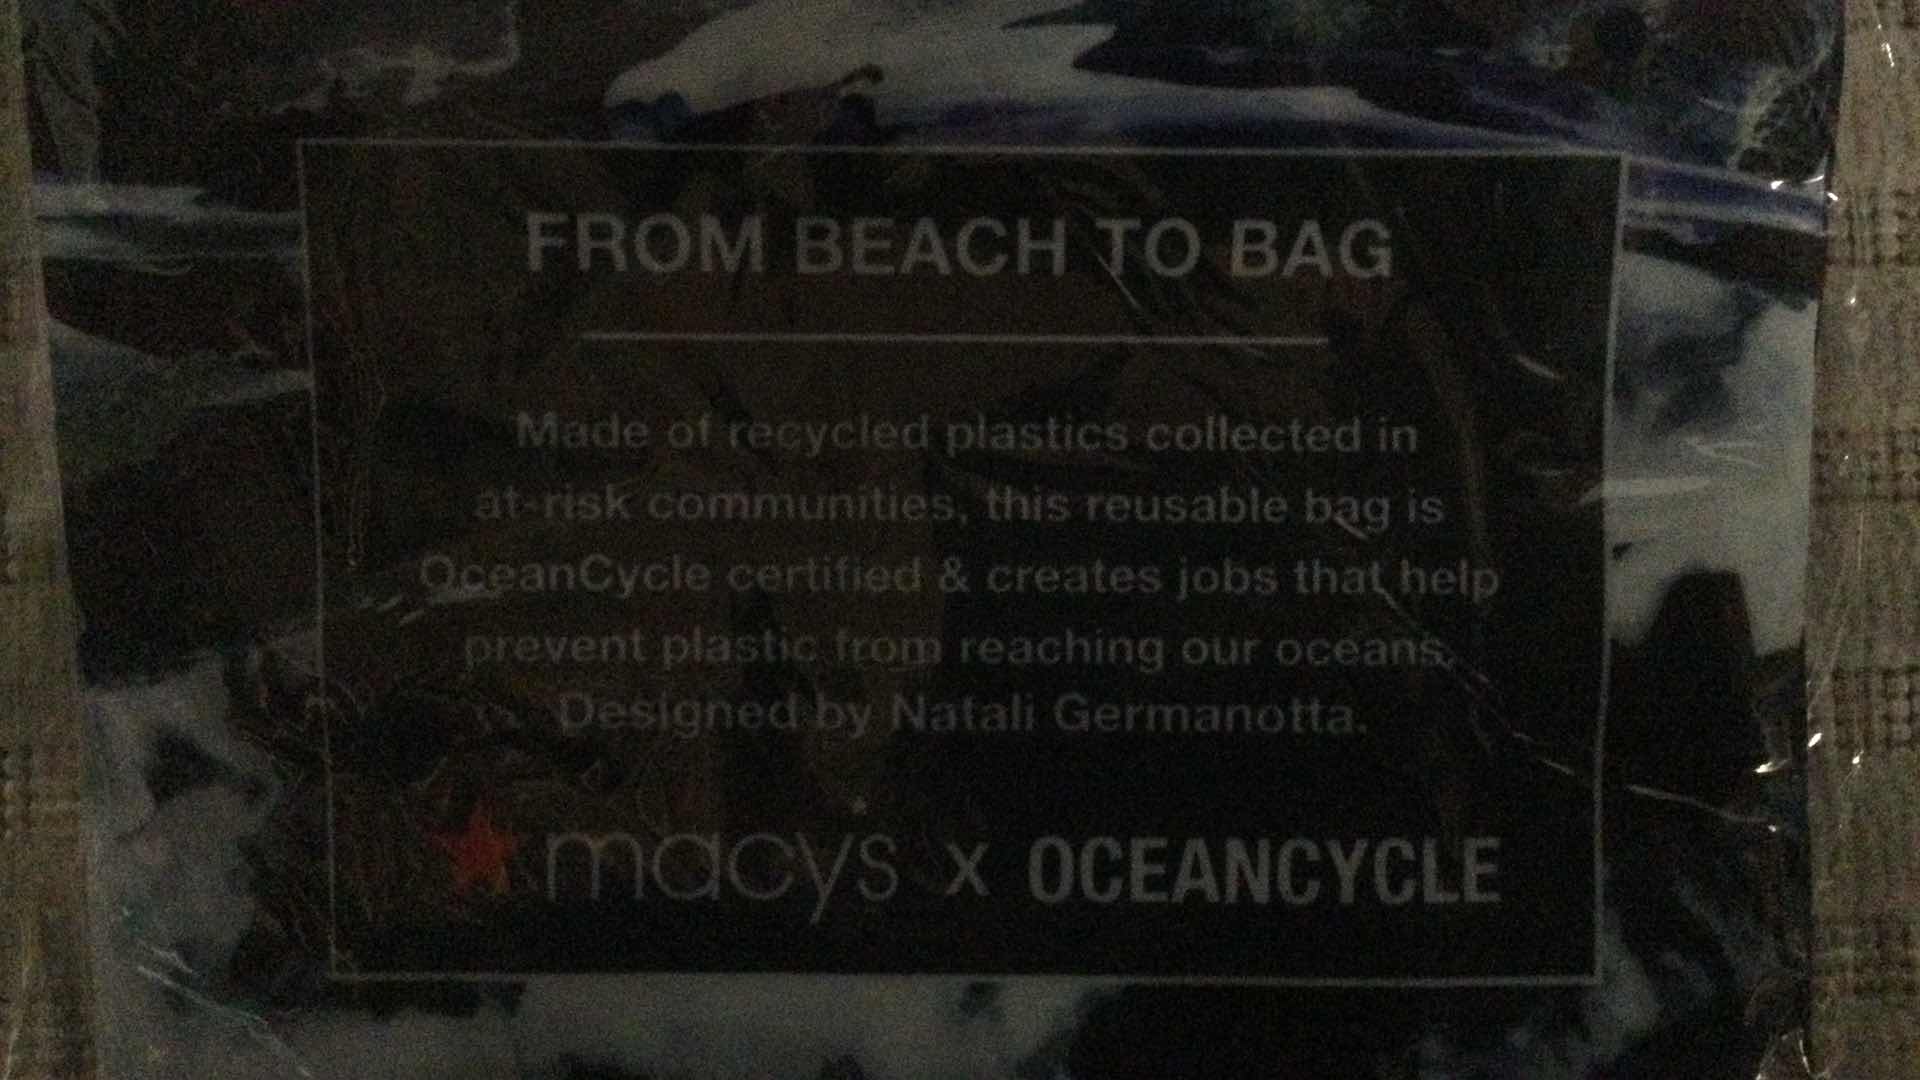 FROM BEACH TO BAG
Made of recycled plastics collected in
at-risk communities, this reusable bag is
OceanCycle certified & creates jobs that help
prevent plastic from reaching our oceans.
Designed by Natali Germanotta.
macys x OCEANCYCLE